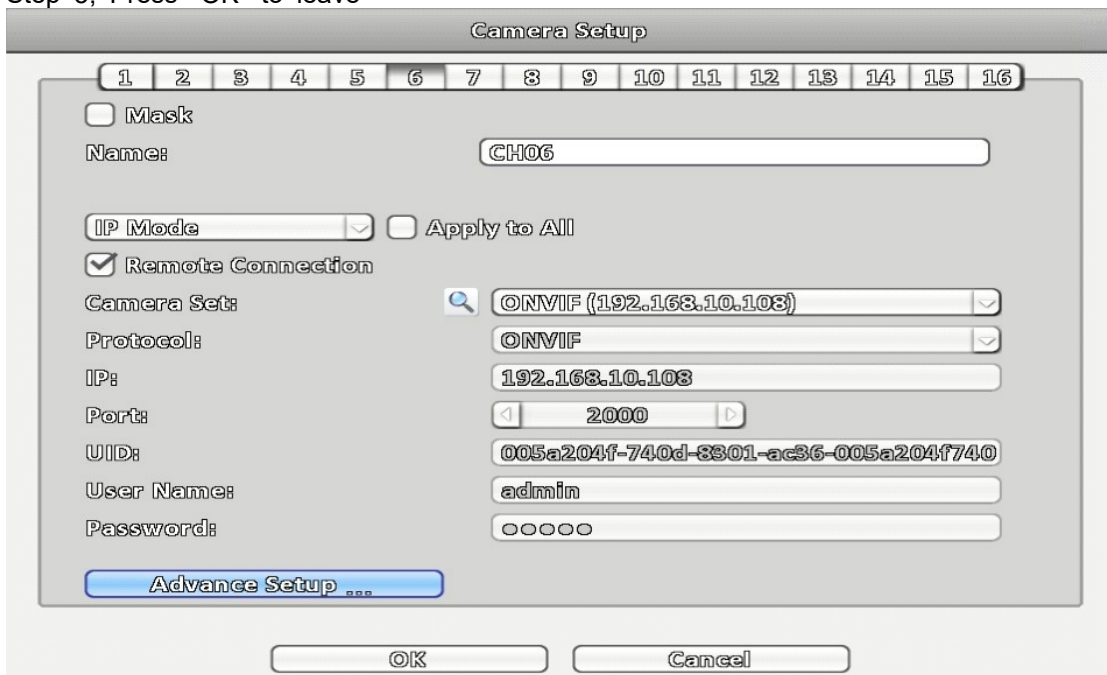 Camera Setup
1 2 3 4 5 6 7 8 9 10 11 12 13 14 15 16
Mask
Name: CH06
IP Mode Apply to All
Remote Connection
Camera Set: ONVIF (192.168.10.108)
Protocol: ONVIF
IP: 192.168.10.108
Port: 2000
UID: 005a204f-740d-8301-ac36-005a204f740
User Name: admin
Password: ooooo
Advance Setup ...
OK Cancel